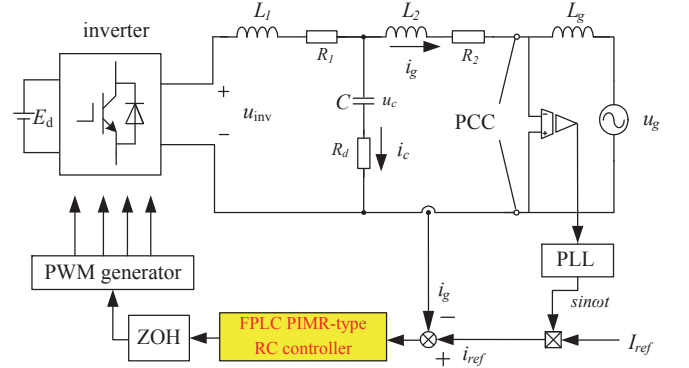 L1
L2
Lg
inverter
R1
ig
R2
+
Ed
uinv
C
uc
PCC
−
+
ug
−
Rd
ic
PWM generator
PLL
ig
−
sinωt
ZOH
FPLC PIMR-type
RC controller
+
iref
Iref